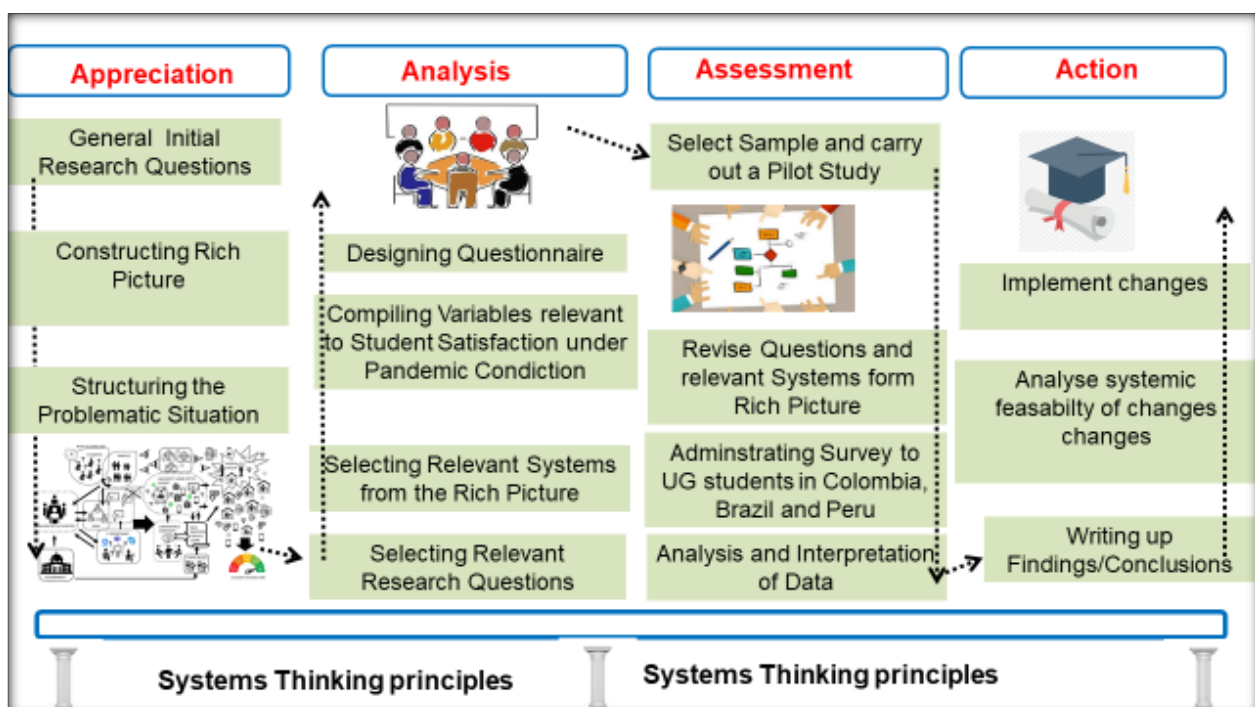 Appreciation
General Initial
Research Questions
Constructing Rich
Picture
Structuring the
Problematic Situation
Analysis
Designing Questionnaire
Compiling Variables relevant
to Student Satisfaction under
Pandemic Condiction
Selecting Relevant Systems
from the Rich Picture
Selecting Relevant
Research Questions
Assessment
Select Sample and carry
out a Pilot Study
Revise Questions and
relevant Systems form
Rich Picture
Adminstrating Survey to
UG students in Colombia,
Brazil and Peru
Analysis and Interpretation
of Data
Action
Implement changes
Analyse systemic
feasabilty of changes
changes
Writing up
Findings/Conclusions
Systems Thinking principles
Systems Thinking principles